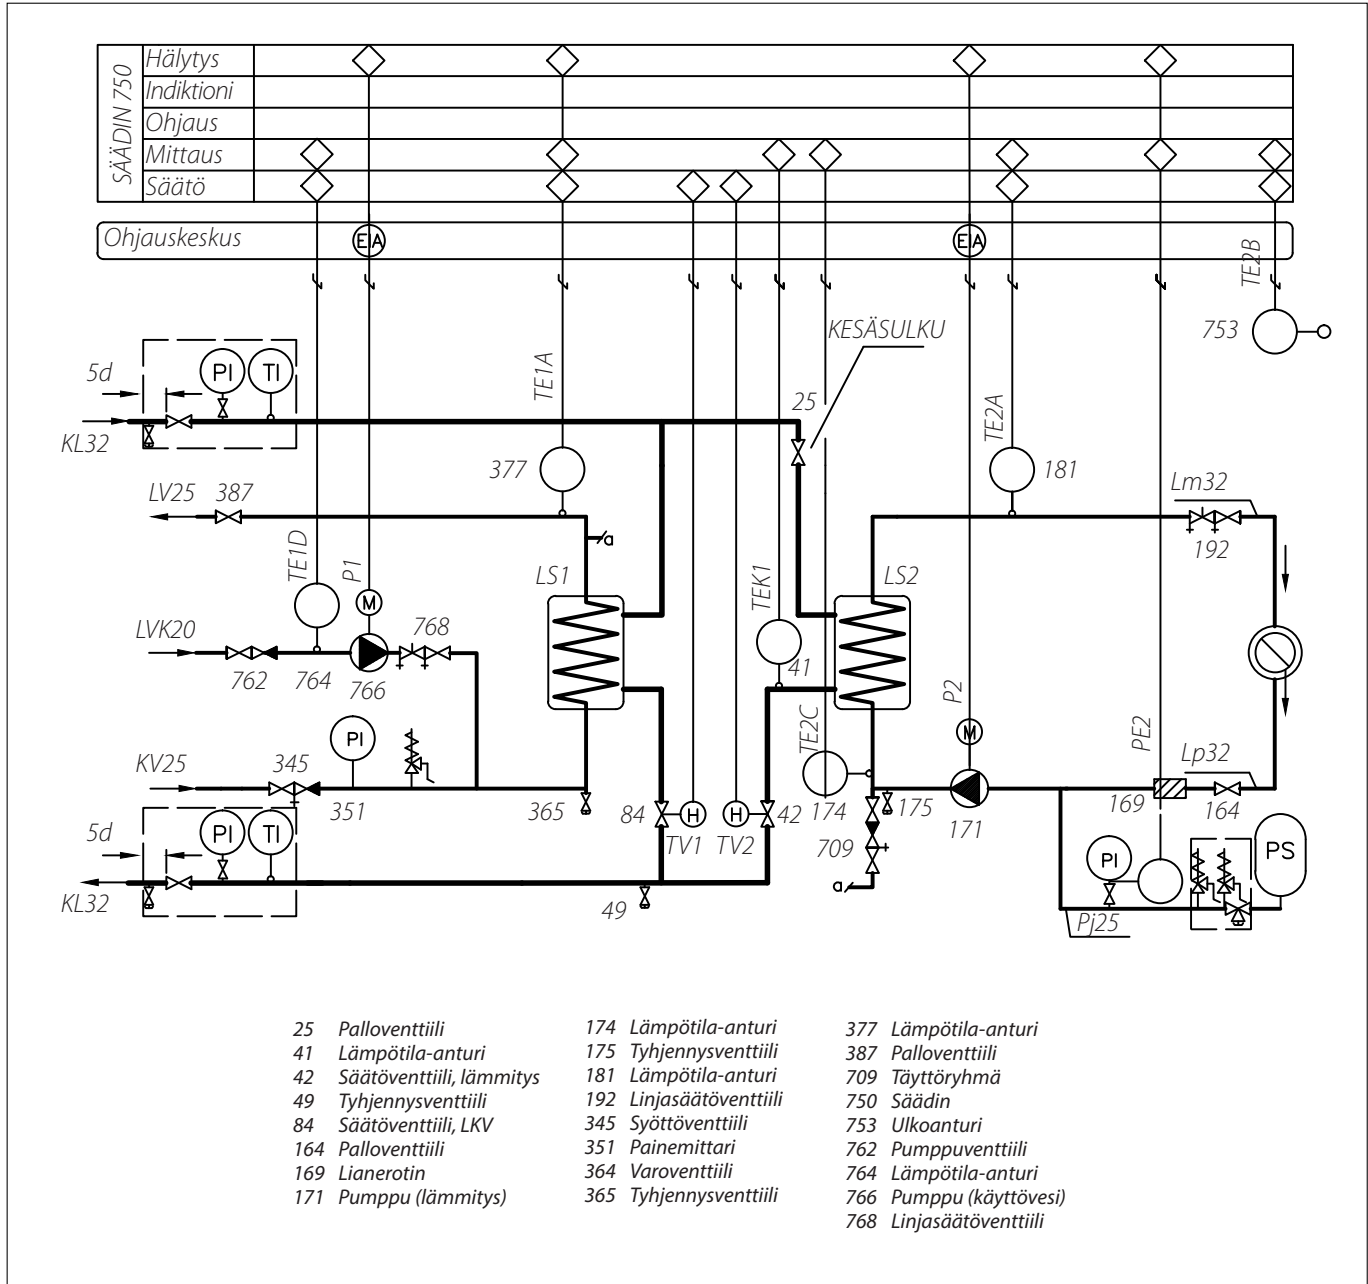 SÄÄDIN 750
Hälytys
Indiktioni
Ohjaus
Mittaus
Säätö
Ohjauskeskus
EIA
EIA
TE2B
753
KESÄSULKU
5d
PI
TI
TE1A
25
TE2A
KL32
377
181
LV25
387
Lm32
TE1D
P1
192
LS1
TEK1
LS2
M
LVK20
768
762
764
766
41
P2
PE2
TE2C
M
PI
KV25
345
Lp32
351
365
84
H
TV1
H
TV2
42
174
175
171
169
164
5d
PI
TI
709
PI
PS
a
a
KL32
49
Pj25
25 Palloventtiili
41 Lämpötila-anturi
42 Säätöventtiili, lämmitys
49 Tyhjennysventtiili
84 Säätöventtiili, LKV
164 Palloventtiili
169 Lianerotin
171 Pumppu (lämmitys)
174 Lämpötila-anturi
175 Tyhjennysventtiili
181 Lämpötila-anturi
192 Linjasäätöventtiili
345 Syöttöventtiili
351 Painemittari
364 Varoventtiili
365 Tyhjennysventtiili
377 Lämpötila-anturi
387 Palloventtiili
709 Täyttöryhmä
750 Säädin
753 Ulkoanturi
762 Pumppuventtiili
764 Lämpötila-anturi
766 Pumppu (käyttövesi)
768 Linjasäätöventtiili